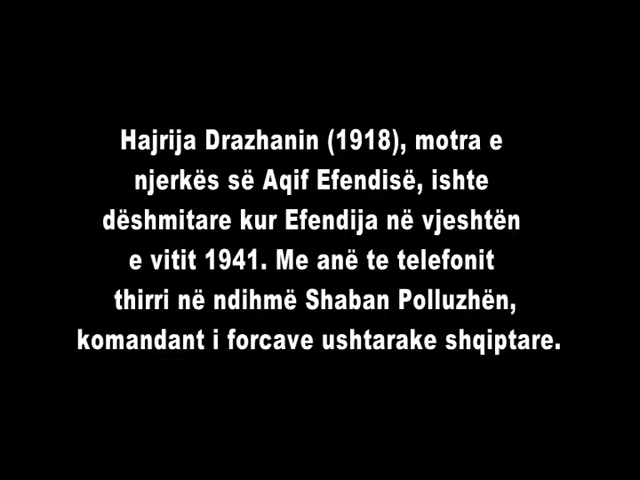 Hajrija Drazhanin (1918), motra e
njerkës së Aqif Efendisë, ishte
dëshmitare kur Efendija në vjeshtën
e vitit 1941. Me anë te telefonit
thirri në ndihmë Shaban Polluzhën,
komandant i forcave ushtarake shqiptare.